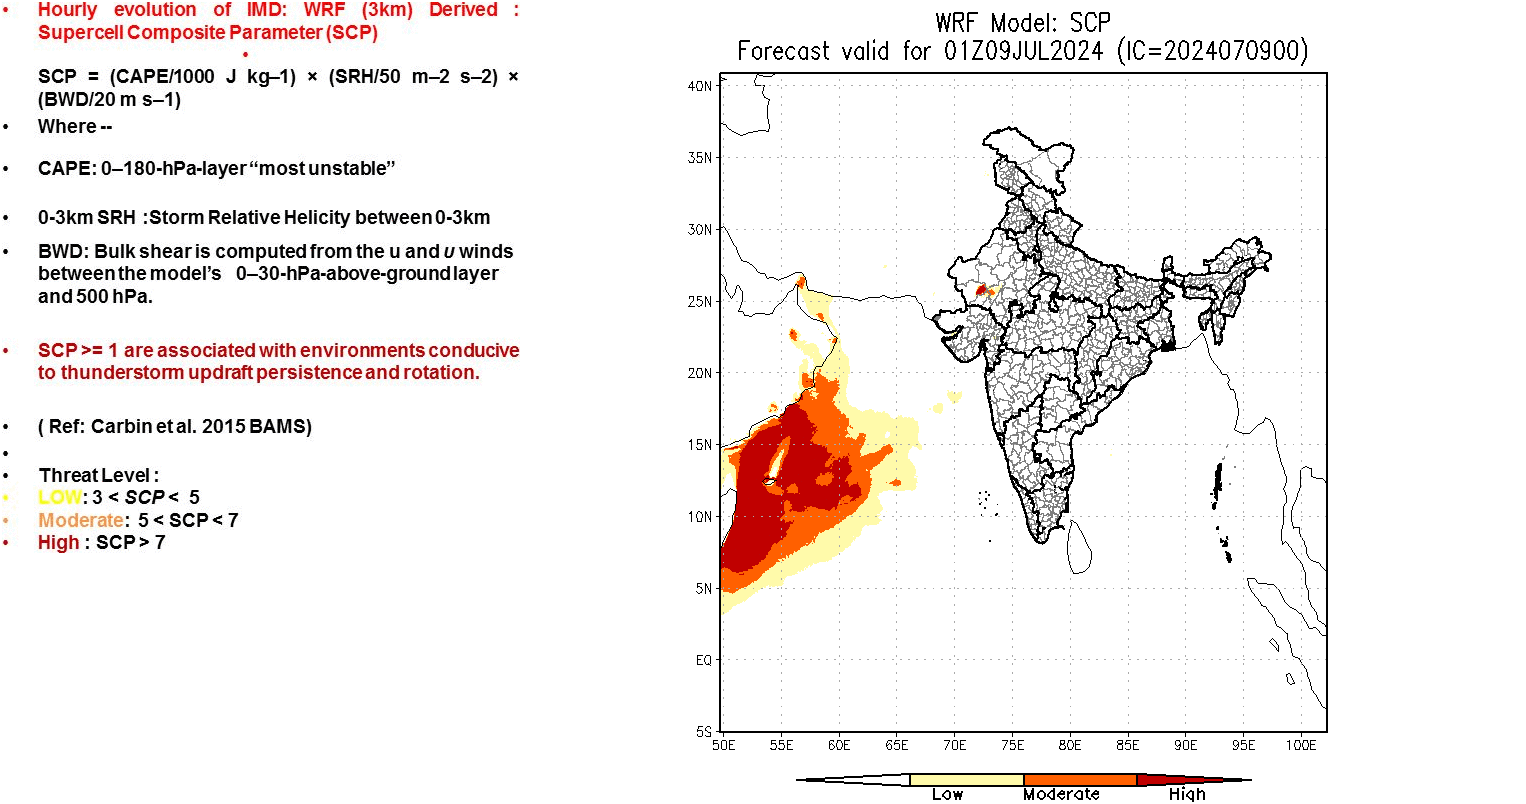 • Hourly evolution of IMD: WRF (3km) Derived :
Supercell Composite Parameter (SCP)
•
SCP = (CAPE/1000 J kg–1) × (SRH/50 m–2 s–2) ×
(BWD/20 m s–1)
• Where --
• CAPE: 0–180-hPa-layer “most unstable”
• 0-3km SRH :Storm Relative Helicity between 0-3km
• BWD: Bulk shear is computed from the u and υ winds
between the model’s 0–30-hPa-above-ground layer
and 500 hPa.
• SCP >= 1 are associated with environments conducive
to thunderstorm updraft persistence and rotation.
• ( Ref: Carbin et al. 2015 BAMS)
•
• Threat Level :
• LOW: 3 < SCP < 5
• Moderate: 5 < SCP < 7
• High : SCP > 7
WRF Model: SCP
Forecast valid for 01Z09JUL2024 (IC=2024070900)
40N
35N
30N
25N
20N
15N
10N
5N
EQ
5S
50E 55E 60E 65E 70E 75E 80E 85E 90E 95E 100E
Low Moderate High